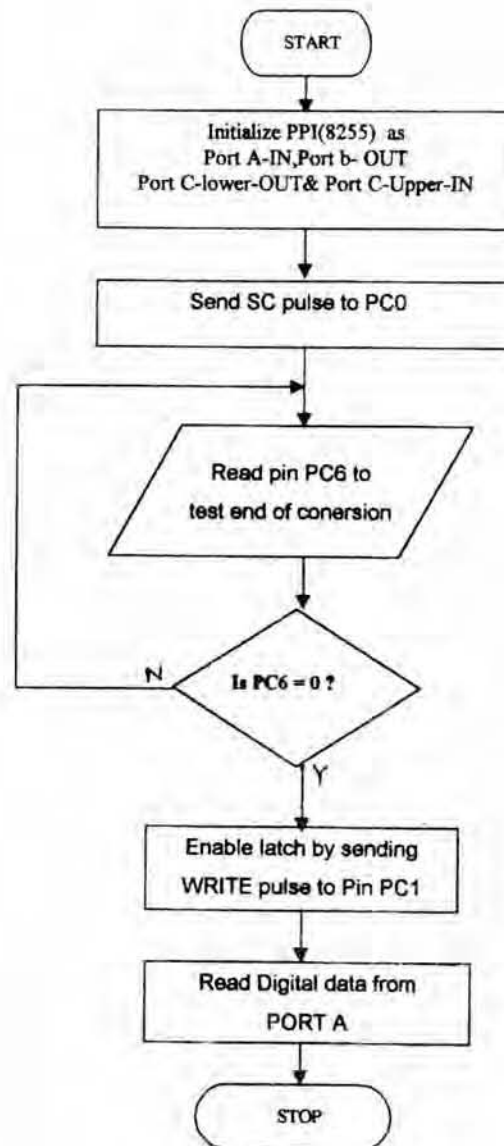 START
Initialize PPI(8255) as
Port A-IN,Port b- OUT
Port C-lower-OUT& Port C-Upper-IN
Send SC pulse to PC0
Read pin PC6 to
test end of conersion
Is PC6 = 0 ?
N
Y
Enable latch by sending
WRITE pulse to Pin PC1
Read Digital data from
PORT A
STOP